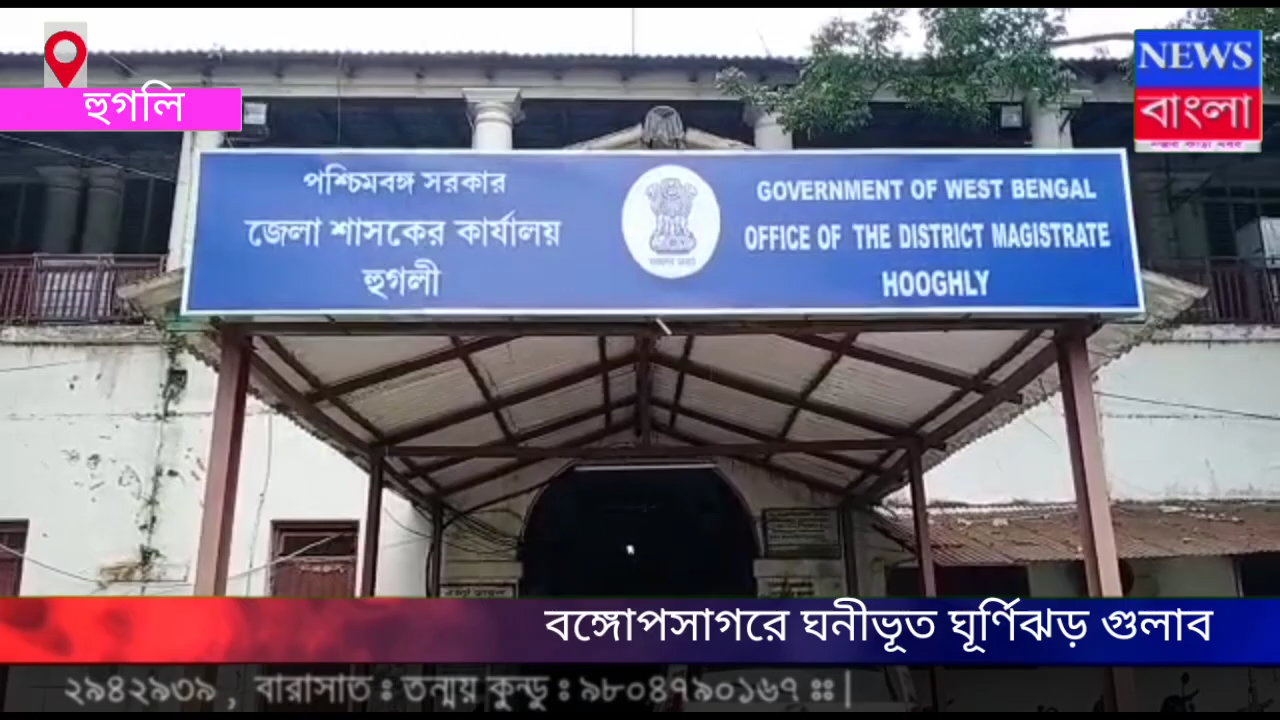 হুগলি
NEWS
বাংলা
পশ্চিমবঙ্গ সরকার
জেলা শাসকের কার্যালয়
হুগলী
GOVERNMENT OF WEST BENGAL
OFFICE OF THE DISTRICT MAGISTRATE
HOOGHLY
বঙ্গোপসাগরে ঘনীভূত ঘূর্ণিঝড় গুলাব
২৯৪২৯৩৯ , বারাসাত ঃ তন্ময় কুন্ডু ঃ ৯৮০৪৭৯০১৬৭ ঃঃ |